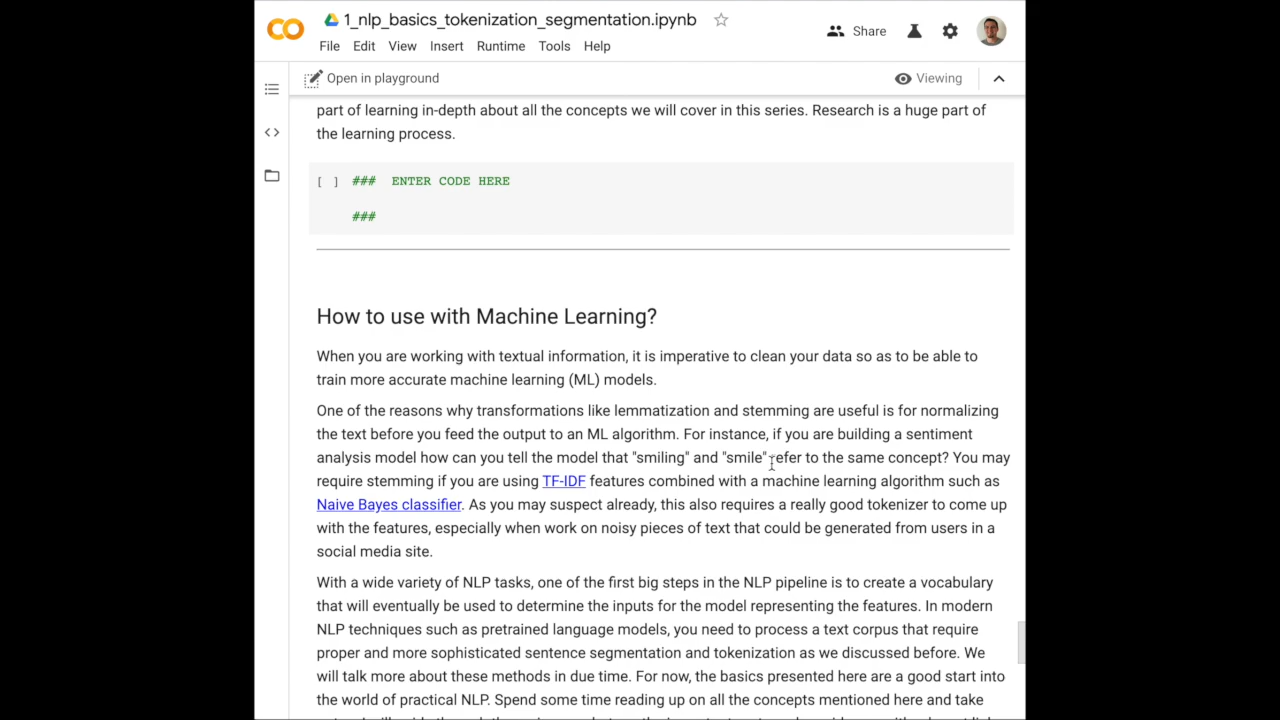 CO
1_nlp_basics_tokenization_segmentation.ipynb
File Edit View Insert Runtime Tools Help
Share
Open in playground
Viewing
part of learning in-depth about all the concepts we will cover in this series. Research is a huge part of
the learning process.
[ ] ### ENTER CODE HERE
###
How to use with Machine Learning?
When you are working with textual information, it is imperative to clean your data so as to be able to
train more accurate machine learning (ML) models.
One of the reasons why transformations like lemmatization and stemming are useful is for normalizing
the text before you feed the output to an ML algorithm. For instance, if you are building a sentiment
analysis model how can you tell the model that "smiling" and "smile" refer to the same concept? You may
require stemming if you are using TF-IDF features combined with a machine learning algorithm such as
Naive Bayes classifier. As you may suspect already, this also requires a really good tokenizer to come up
with the features, especially when work on noisy pieces of text that could be generated from users in a
social media site.
With a wide variety of NLP tasks, one of the first big steps in the NLP pipeline is to create a vocabulary
that will eventually be used to determine the inputs for the model representing the features. In modern
NLP techniques such as pretrained language models, you need to process a text corpus that require
proper and more sophisticated sentence segmentation and tokenization as we discussed before. We
will talk more about these methods in due time. For now, the basics presented here are a good start into
the world of practical NLP. Spend some time reading up on all the concepts mentioned here and take